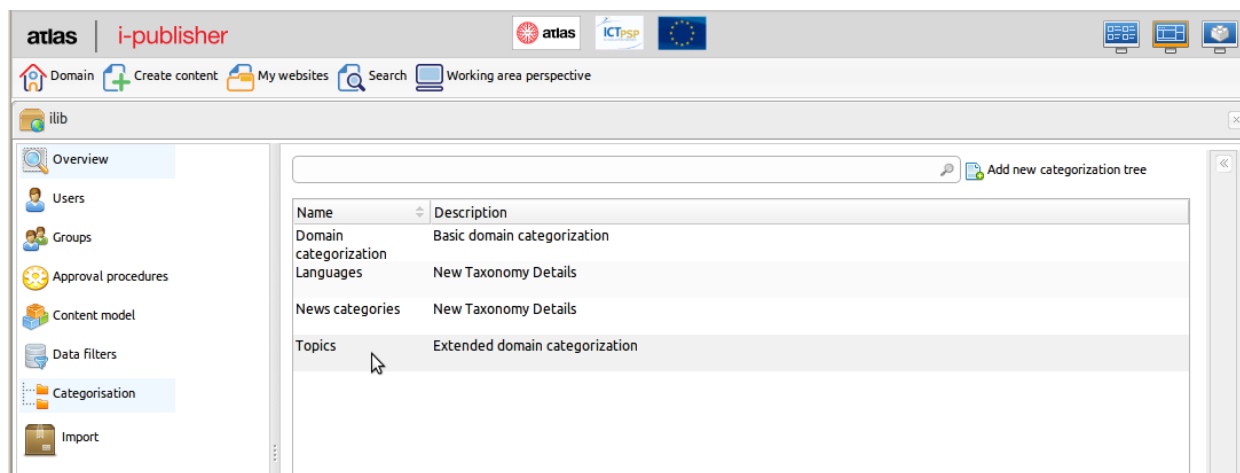 atlas | i-publisher
atlas
ICTPSP
Domain
Create content
My websites
Search
Working area perspective
ilib
Overview
Users
Groups
Approval procedures
Content model
Data filters
Categorisation
Import
Add new categorization tree
Name
Description
Domain
categorization
Basic domain categorization
Languages
New Taxonomy Details
News categories
New Taxonomy Details
Topics
Extended domain categorization